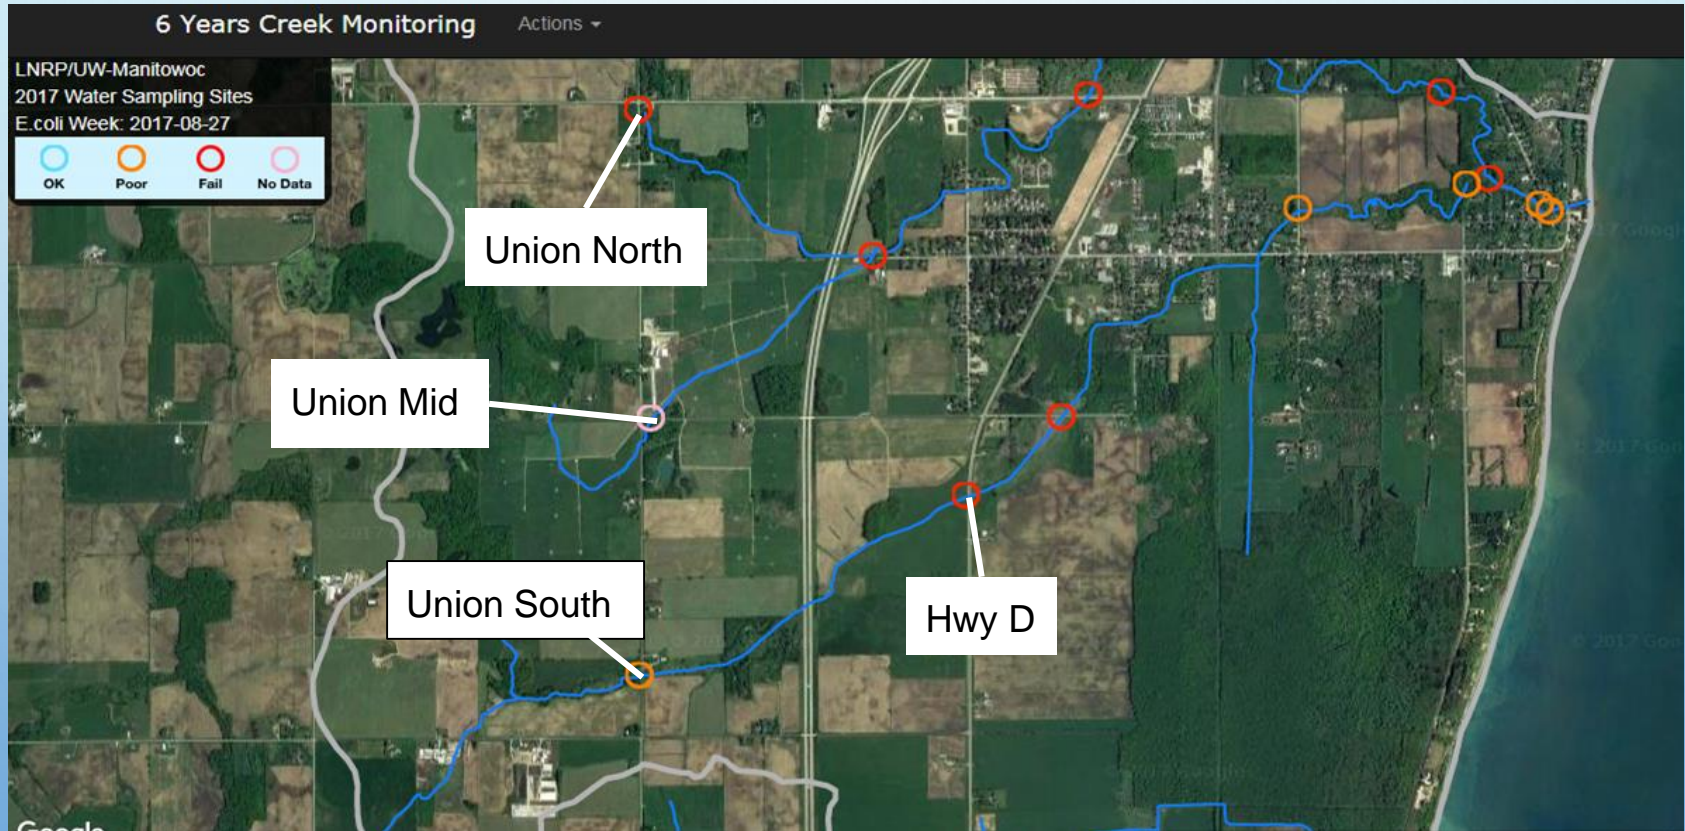 6 Years Creek Monitoring Actions
LNRP/UW-Manitowoc
2017 Water Sampling Sites
E.coli Week: 2017-08-27
OK Poor Fail No Data
Union North
Union Mid
Union South
Hwy D
Google